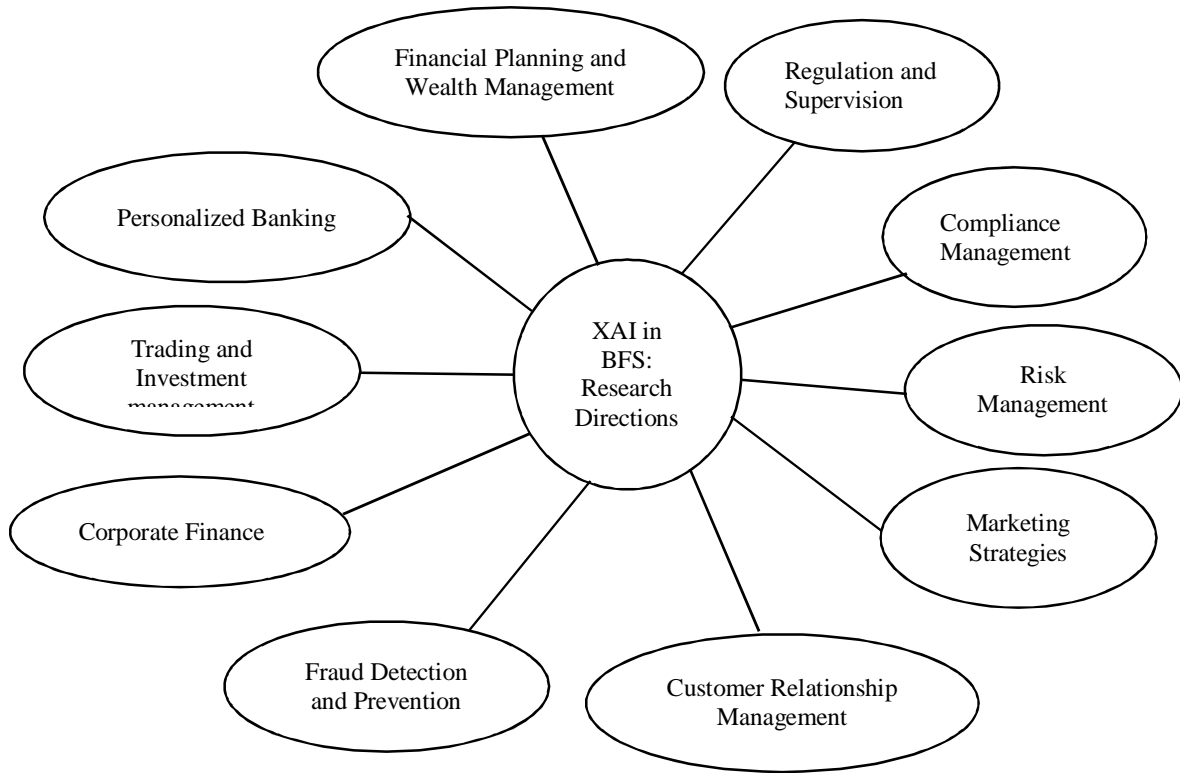 Financial Planning and
Wealth Management
Regulation and
Supervision
Personalized Banking
Compliance
Management
XAI in
BFS:
Research
Directions
Trading and
Investment
management
Risk
Management
Corporate Finance
Marketing
Strategies
Fraud Detection
and Prevention
Customer Relationship
Management